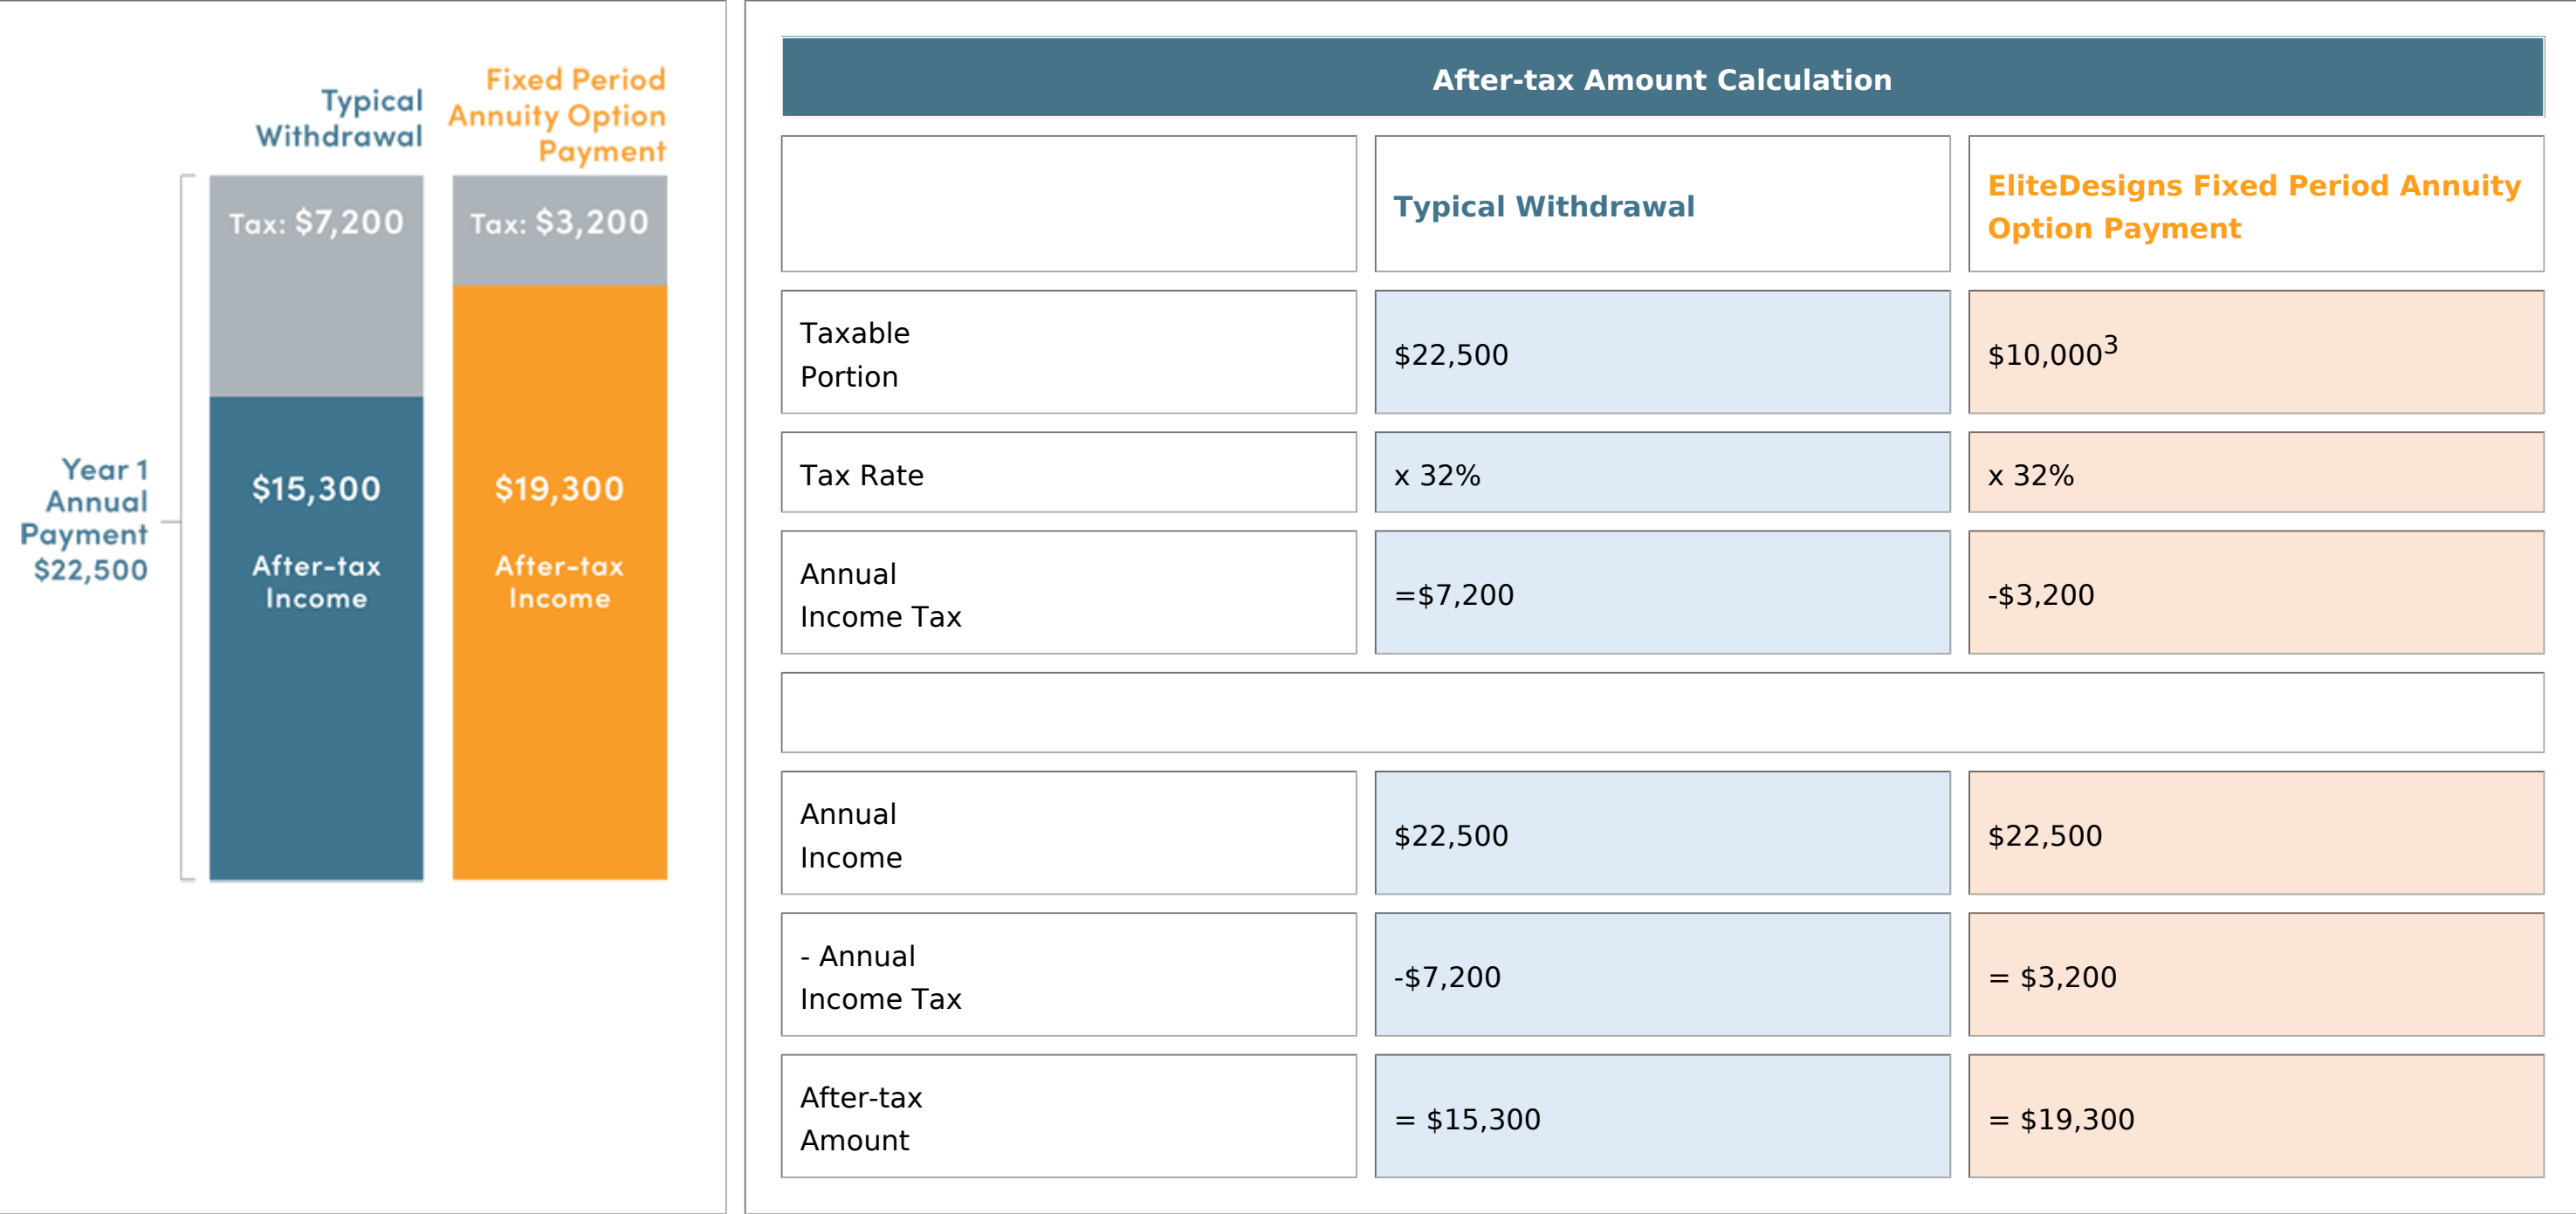 Typical
Withdrawal
Fixed Period
Annuity Option
Payment
Tax: $7,200
Tax: $3,200
Year 1
Annual
Payment
$22,500
$15,300
After-tax
Income
$19,300
After-tax
Income
After-tax Amount Calculation
Typical Withdrawal
EliteDesigns Fixed Period Annuity
Option Payment
Taxable
Portion
$22,500
$10,000³
Tax Rate
x 32%
x 32%
Annual
Income Tax
=$7,200
-$3,200
Annual
Income
$22,500
$22,500
- Annual
Income Tax
-$7,200
= $3,200
After-tax
Amount
= $15,300
= $19,300